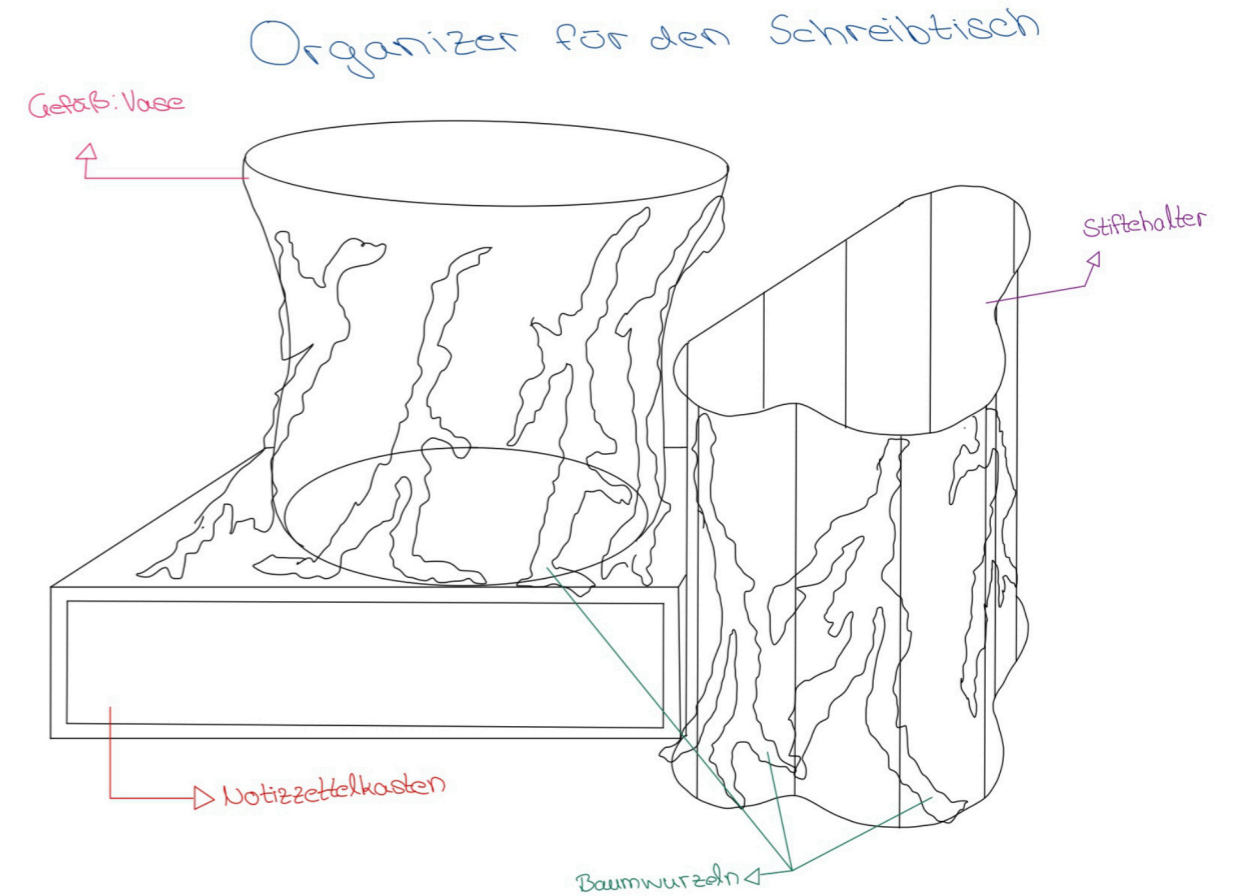 Organizer für den Schreibtisch
Gefäß: Vase
Stiftehalter
Notizzettelkasten
Baumwurzeln